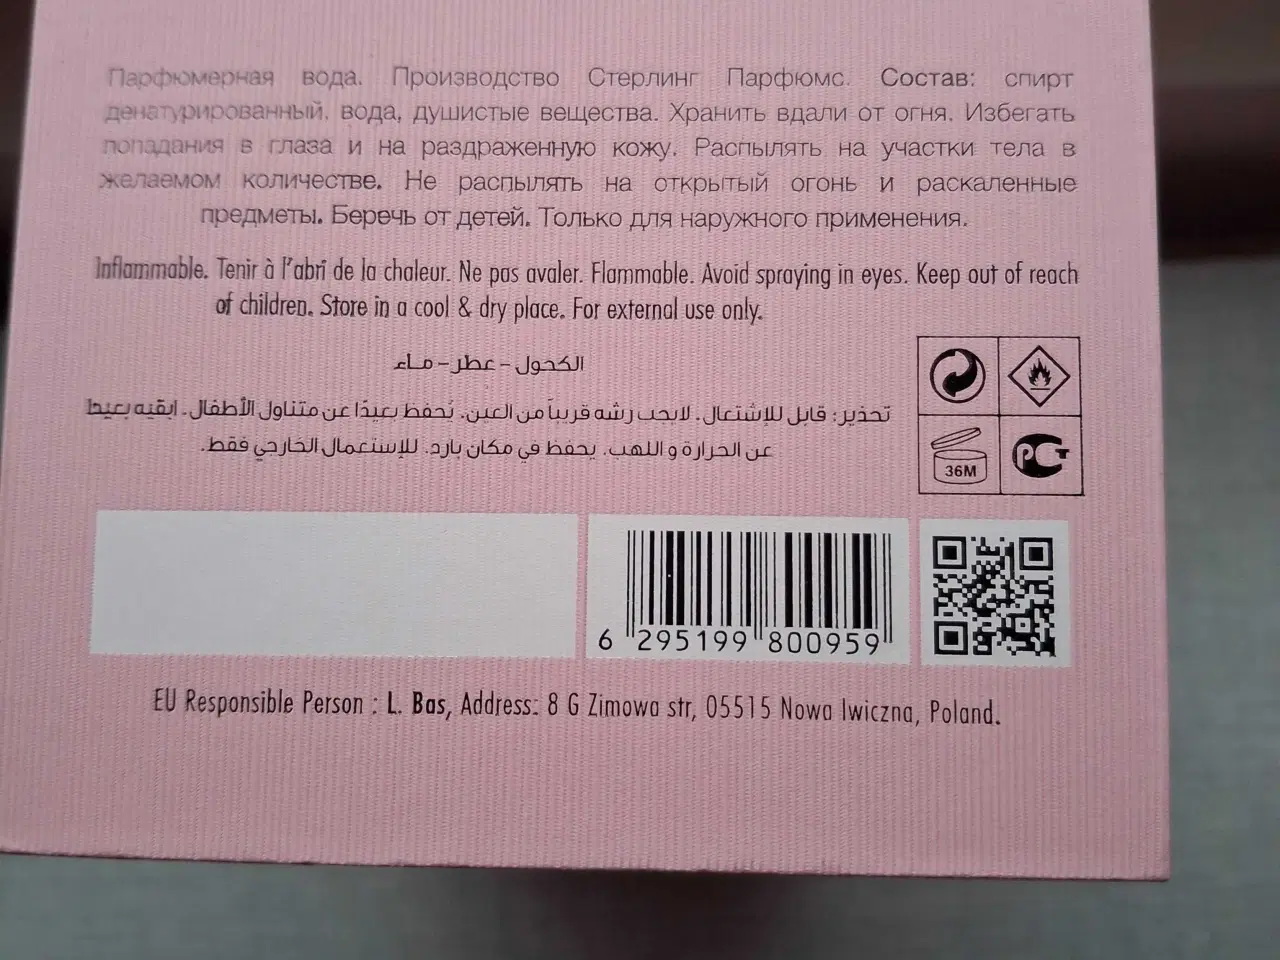 Парфюмерная вода. Производство Стерлинг Парфюмс. Состав: спирт
денатурированный, вода, душистые вещества. Хранить вдали от огня. Избегать
попадания в глаза и на раздраженную кожу. Распылять на участки тела в
желаемом количестве. Не распылять на открытый огонь и раскаленные
предметы. Беречь от детей. Только для наружного применения.
Inflammable. Tenir à l'abri de la chaleur. Ne pas avaler. Flammable. Avoid spraying in eyes. Keep out of reach
of children. Store in a cool & dry place. For external use only.
الكحول - عطر - ماء
تحذير: قابل للإشتعال. لايجب رشه قريباً من العين. يُحفظ بعيدًا عن متناول الأطفال. ابقيه بعيدا
عن الحرارة و اللهب. يحفظ في مكان بارد. للإستعمال الخارجي فقط.
36M
РСТ
6 295199 800959
EU Responsible Person : L. Bas, Address: 8 G Zimowa str, 05515 Nowa Iwiczna, Poland.